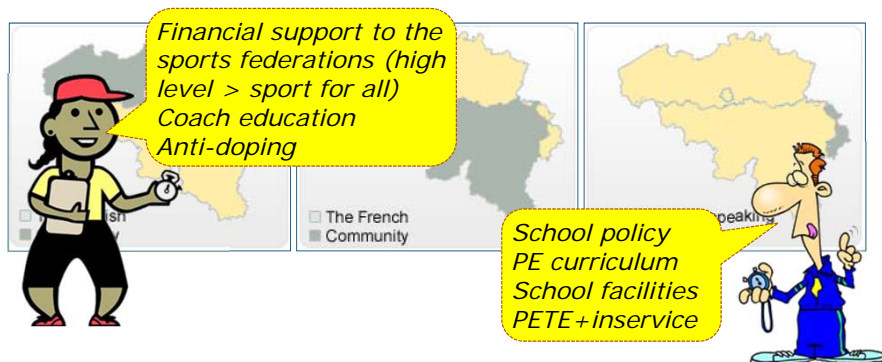 Financial support to the
sports federations (high
level > sport for all)
Coach education
Anti-doping
The French
Community
School policy
PE curriculum
School facilities
PETE+inservice